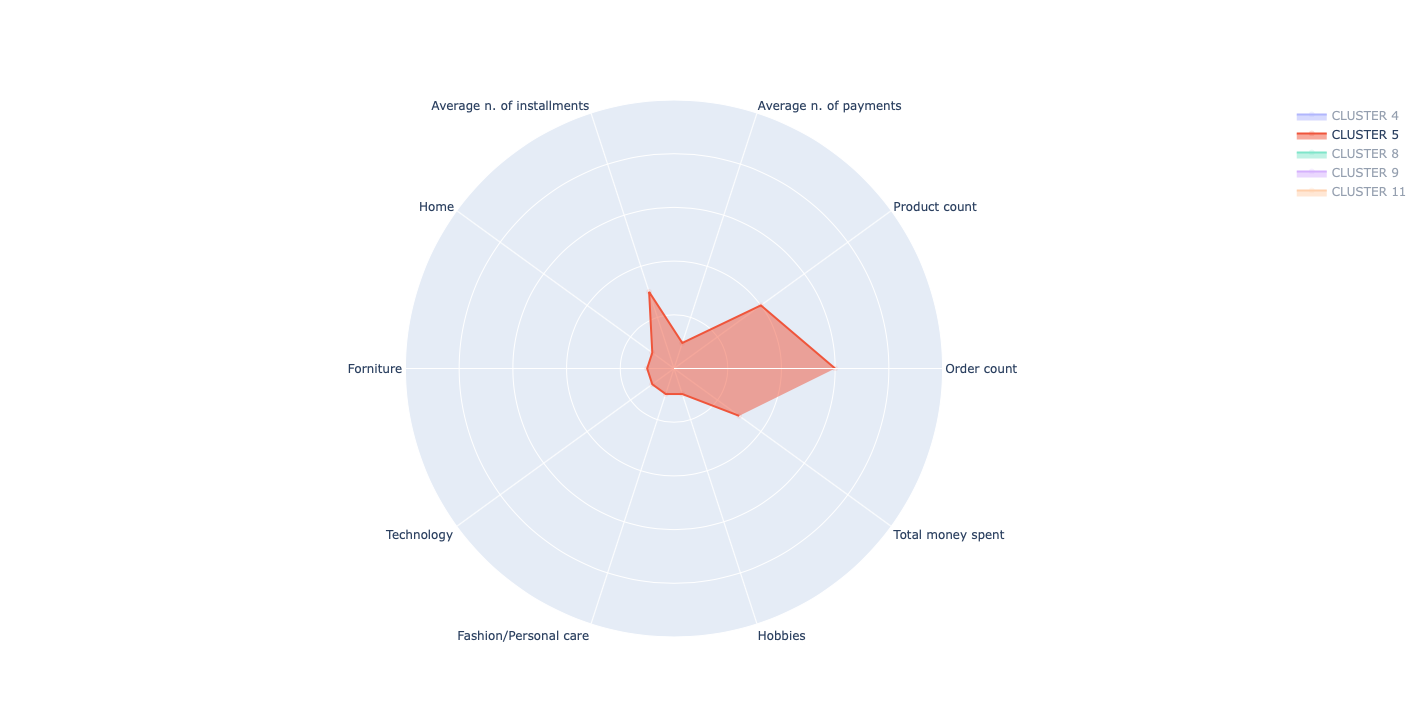 Average n. of installments
Average n. of payments
CLUSTER 4
CLUSTER 5
CLUSTER 8
CLUSTER 9
CLUSTER 11
Home
Product count
Forniture
Order count
Technology
Total money spent
Fashion/Personal care
Hobbies